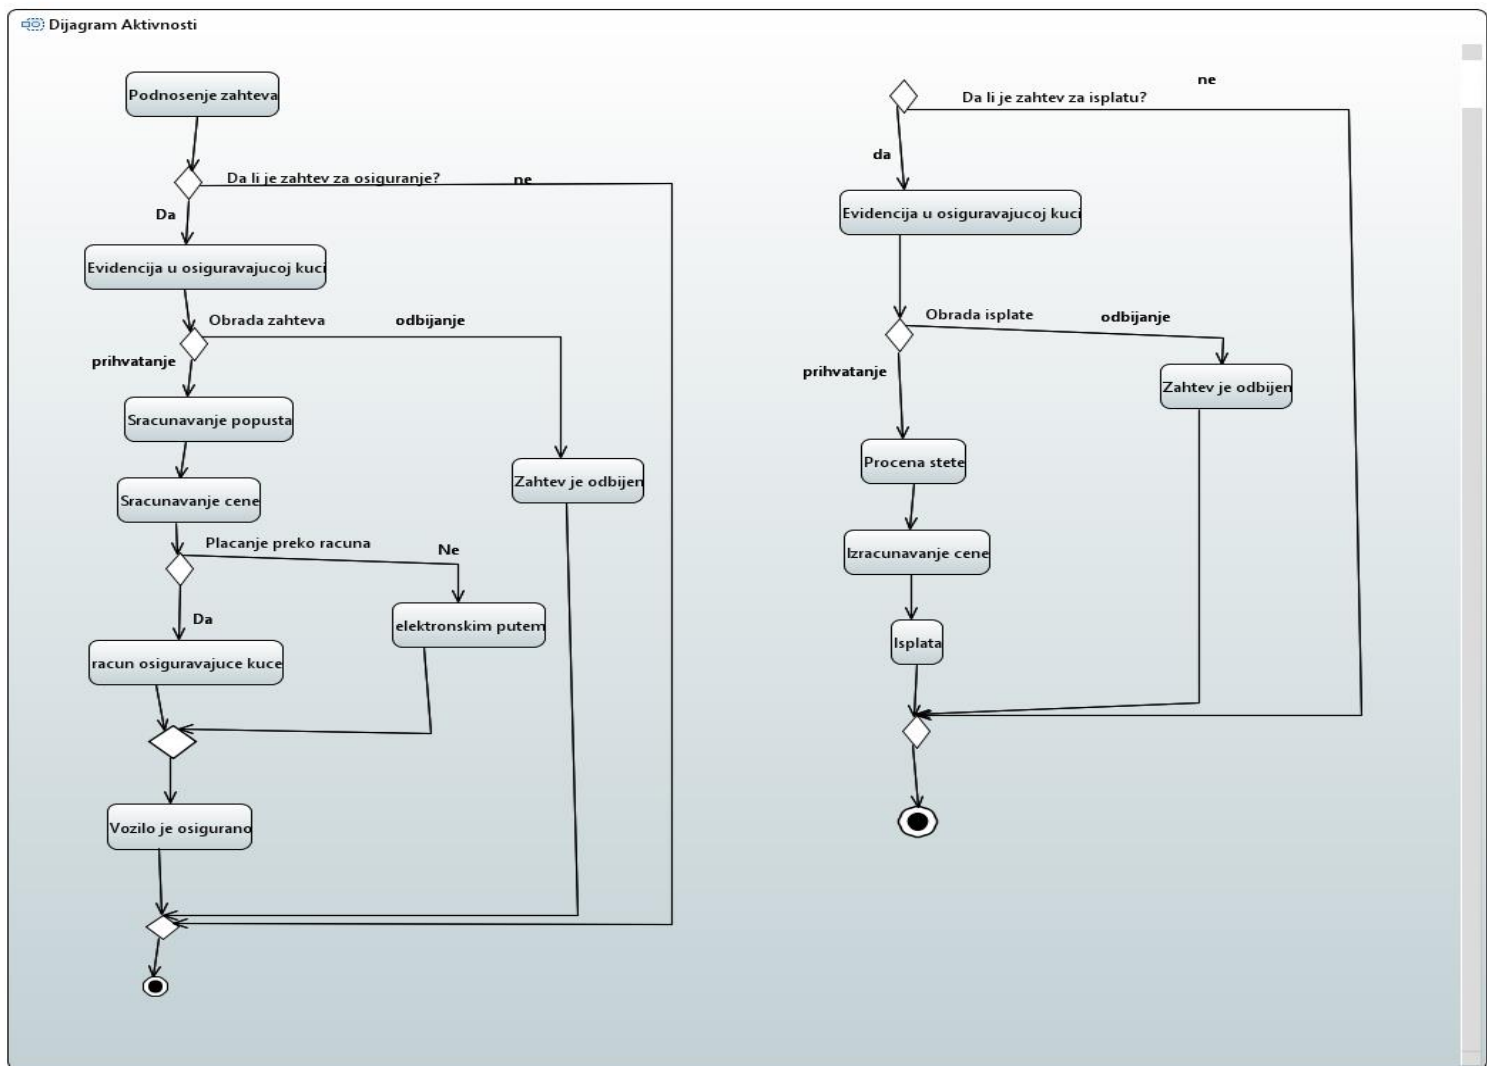 Dijagram Aktivnosti
Podnosenje zahteva
Da li je zahtev za osiguranje?
ne
Da
Evidencija u osiguravajucoj kuci
Obrada zahteva
odbijanje
prihvatanje
Sracunavanje popusta
Sracunavanje cene
Zahtev je odbijen
Placanje preko racuna
Ne
Da
elektronskim putem
racun osiguravajuce kuce
Vozilo je osigurano
ne
Da li je zahtev za isplatu?
da
Evidencija u osiguravajucoj kuci
Obrada isplate
odbijanje
prihvatanje
Zahtev je odbijen
Procena stete
Izracunavanje cene
Isplata